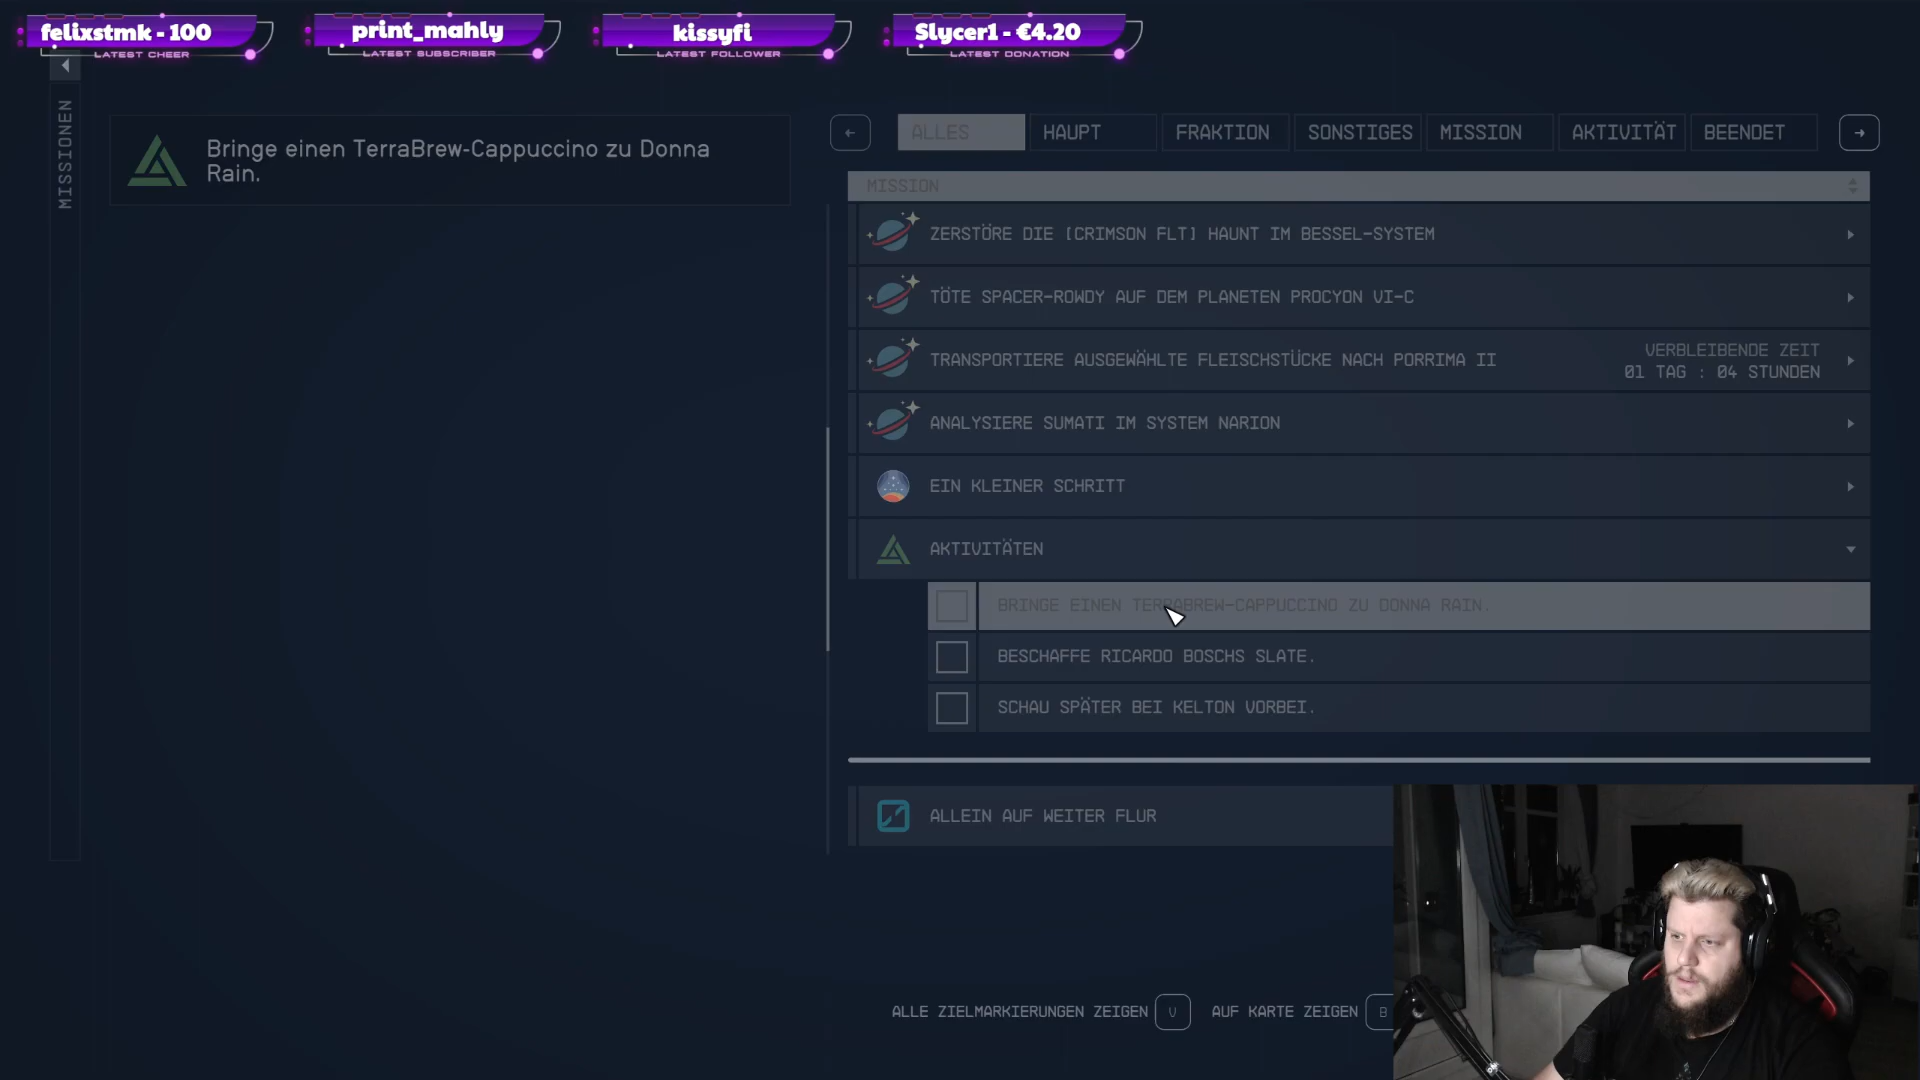 felixstmk - 100
LATEST CHEER
print_mahly
LATEST SUBSCRIBER
kissyfi
LATEST FOLLOWER
Slycer1 - €4.20
LATEST DONATION
MISSIONEN
Bringe einen TerraBrew-Cappuccino zu Donna
Rain.
ALLES
HAUPT
FRAKTION
SONSTIGES
MISSION
AKTIVITÄT
BEENDET
MISSION
ZERSTÖRE DIE [CRIMSON FLT] HAUNT IM BESSEL-SYSTEM
TÖTE SPACER-ROWDY AUF DEM PLANETEN PROCYON VI-C
TRANSPORTIERE AUSGEWÄHLTE FLEISCHSTÜCKE NACH PORRIMA II
VERBLEIBENDE ZEIT
01 TAG : 04 STUNDEN
ANALYSIERE SUMATI IM SYSTEM NARION
EIN KLEINER SCHRITT
AKTIVITÄTEN
BRINGE EINEN TERRABREW-CAPPUCCINO ZU DONNA RAIN.
BESCHAFFE RICARDO BOSCHS SLATE.
SCHAU SPÄTER BEI KELTON VORBEI.
ALLEIN AUF WEITER FLUR
ALLE ZIELMARKIERUNGEN ZEIGEN V
AUF KARTE ZEIGEN B